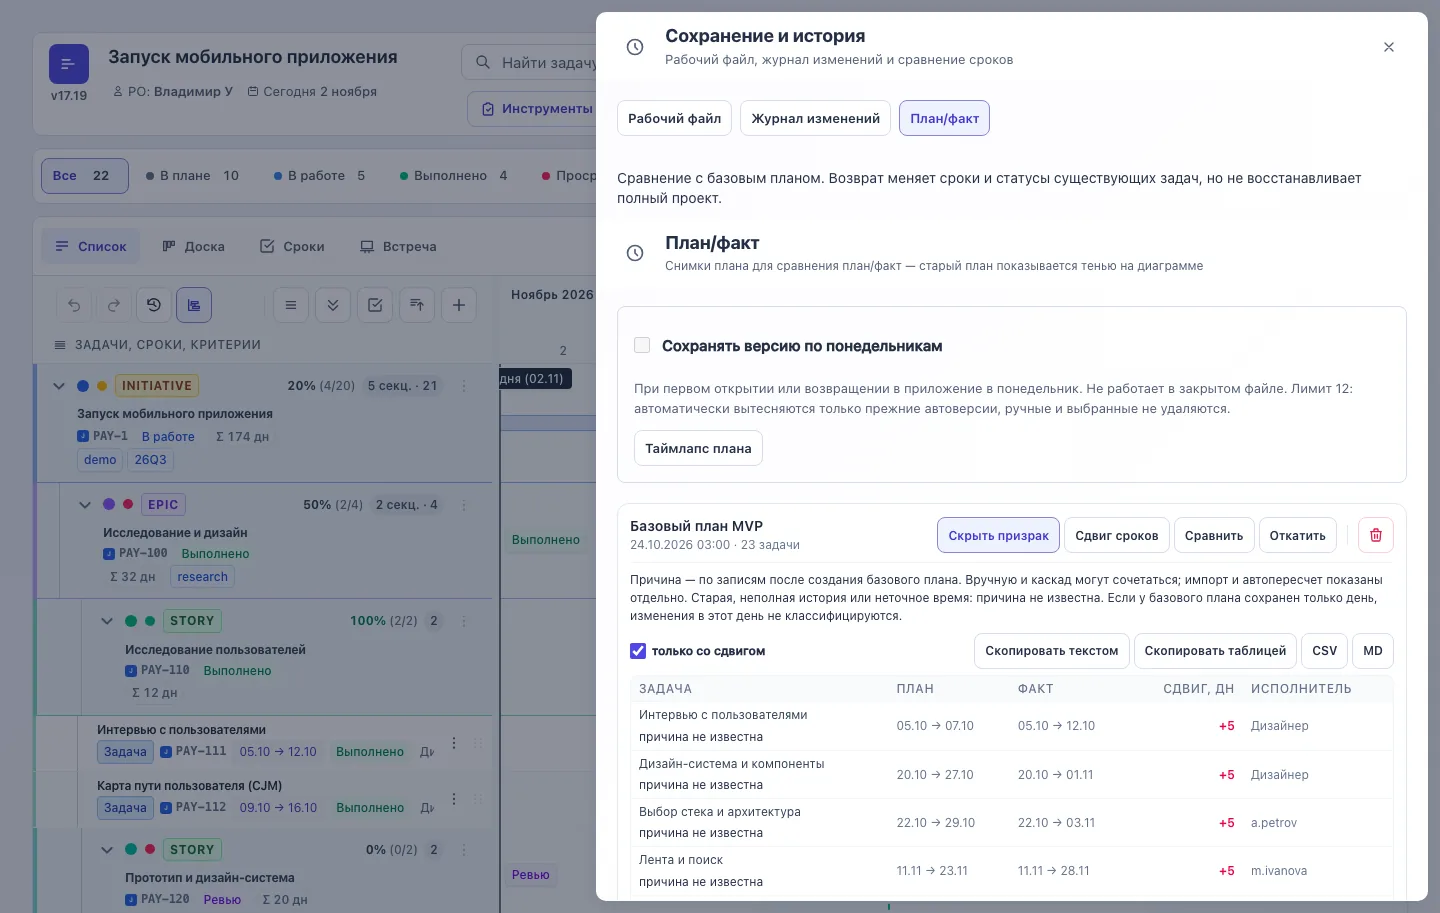 Запуск мобильного приложения
v17.19
PO: Владимир У
Сегодня 2 ноября
Найти задачу
Инструменты
Все 22
В плане 10
В работе 5
Выполнено 4
Список
Доска
Сроки
Встреча
Ноябрь 2026
ЗАДАЧИ, СРОКИ, КРИТЕРИИ
2
(02.11)
INITIATIVE
20% (4/20)
5 секц. · 21
Запуск мобильного приложения
PAY-1
В работе
Σ 174 дн
demo
26Q3
EPIC
50% (2/4)
2 секц. · 4
Исследование и дизайн
PAY-100
Выполнено
Σ 32 дн
research
Выполнено
STORY
100% (2/2)
2
Исследование пользователей
PAY-110
Выполнено
Σ 12 дн
Интервью с пользователями
Задача
PAY-111
05.10 → 12.10
Выполнено
Карта пути пользователя (CJM)
Задача
PAY-112
09.10 → 16.10
Выполнено
STORY
0% (0/2)
2
Прототип и дизайн-система
PAY-120
Ревью
Σ 20 дн
Ревью
Сохранение и история
Рабочий файл, журнал изменений и сравнение сроков
Рабочий файл
Журнал изменений
План/факт
Сравнение с базовым планом. Возврат меняет сроки и статусы существующих задач, но не восстанавливает
полный проект.
План/факт
Снимки плана для сравнения план/факт — старый план показывается тенью на диаграмме
Сохранять версию по понедельникам
При первом открытии или возвращении в приложение в понедельник. Не работает в закрытом файле. Лимит 12:
автоматически вытесняются только прежние автоверсии, ручные и выбранные не удаляются.
Таймлапс плана
Базовый план MVP
24.10.2026 03:00 · 23 задачи
Скрыть призрак
Сдвиг сроков
Сравнить
Откатить
Причина — по записям после создания базового плана. Вручную и каскад могут сочетаться; импорт и автопересчет показаны
отдельно. Старая, неполная история или неточное время: причина не известна. Если у базового плана сохранен только день,
изменения в этот день не классифицируются.
только со сдвигом
Скопировать текстом
Скопировать таблицей
CSV
MD
ЗАДАЧА ПЛАН ФАКТ СДВИГ, ДН ИСПОЛНИТЕЛЬ
Интервью с пользователями
причина не известна
05.10 → 07.10 05.10 → 12.10 +5 Дизайнер
Дизайн-система и компоненты
причина не известна
20.10 → 27.10 20.10 → 01.11 +5 Дизайнер
Выбор стека и архитектура
причина не известна
22.10 → 29.10 22.10 → 03.11 +5 a.petrov
Лента и поиск
причина не известна
11.11 → 23.11 11.11 → 28.11 +5 m.ivanova